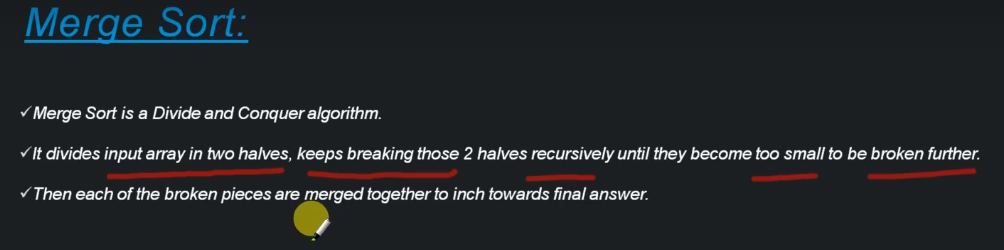 Merge Sort:
✓Merge Sort is a Divide and Conquer algorithm.
✓It divides input array in two halves, keeps breaking those 2 halves recursively until they become too small to be broken further.
✓Then each of the broken pieces are merged together to inch towards final answer.